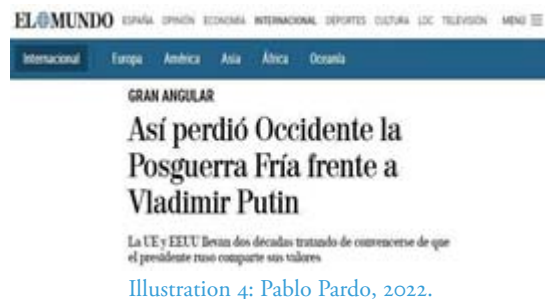 EL MUNDO ESPAÑA OPINIÓN ECONOMÍA INTERNACIONAL DEPORTES CULTURA LOC TELEVISIÓN MENÚ
Internacional Europa América Asia África Oceanía
GRAN ANGULAR
Así perdió Occidente la
Posguerra Fría frente a
Vladimir Putin
La UE y EEUU llevan dos décadas tratando de convencerse de que
el presidente ruso comparte sus valores
Illustration 4: Pablo Pardo, 2022.